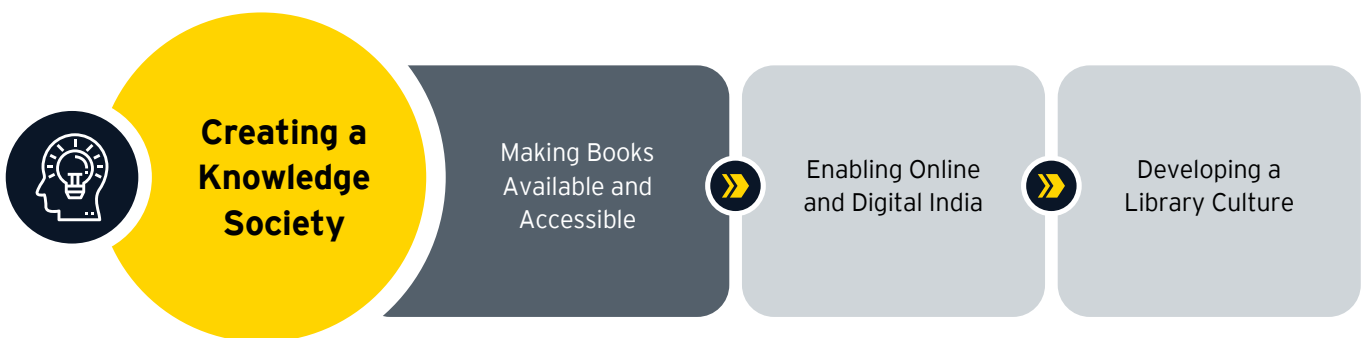 Creating a
Knowledge
Society
Making Books
Available and
Accessible
Enabling Online
and Digital India
Developing a
Library Culture